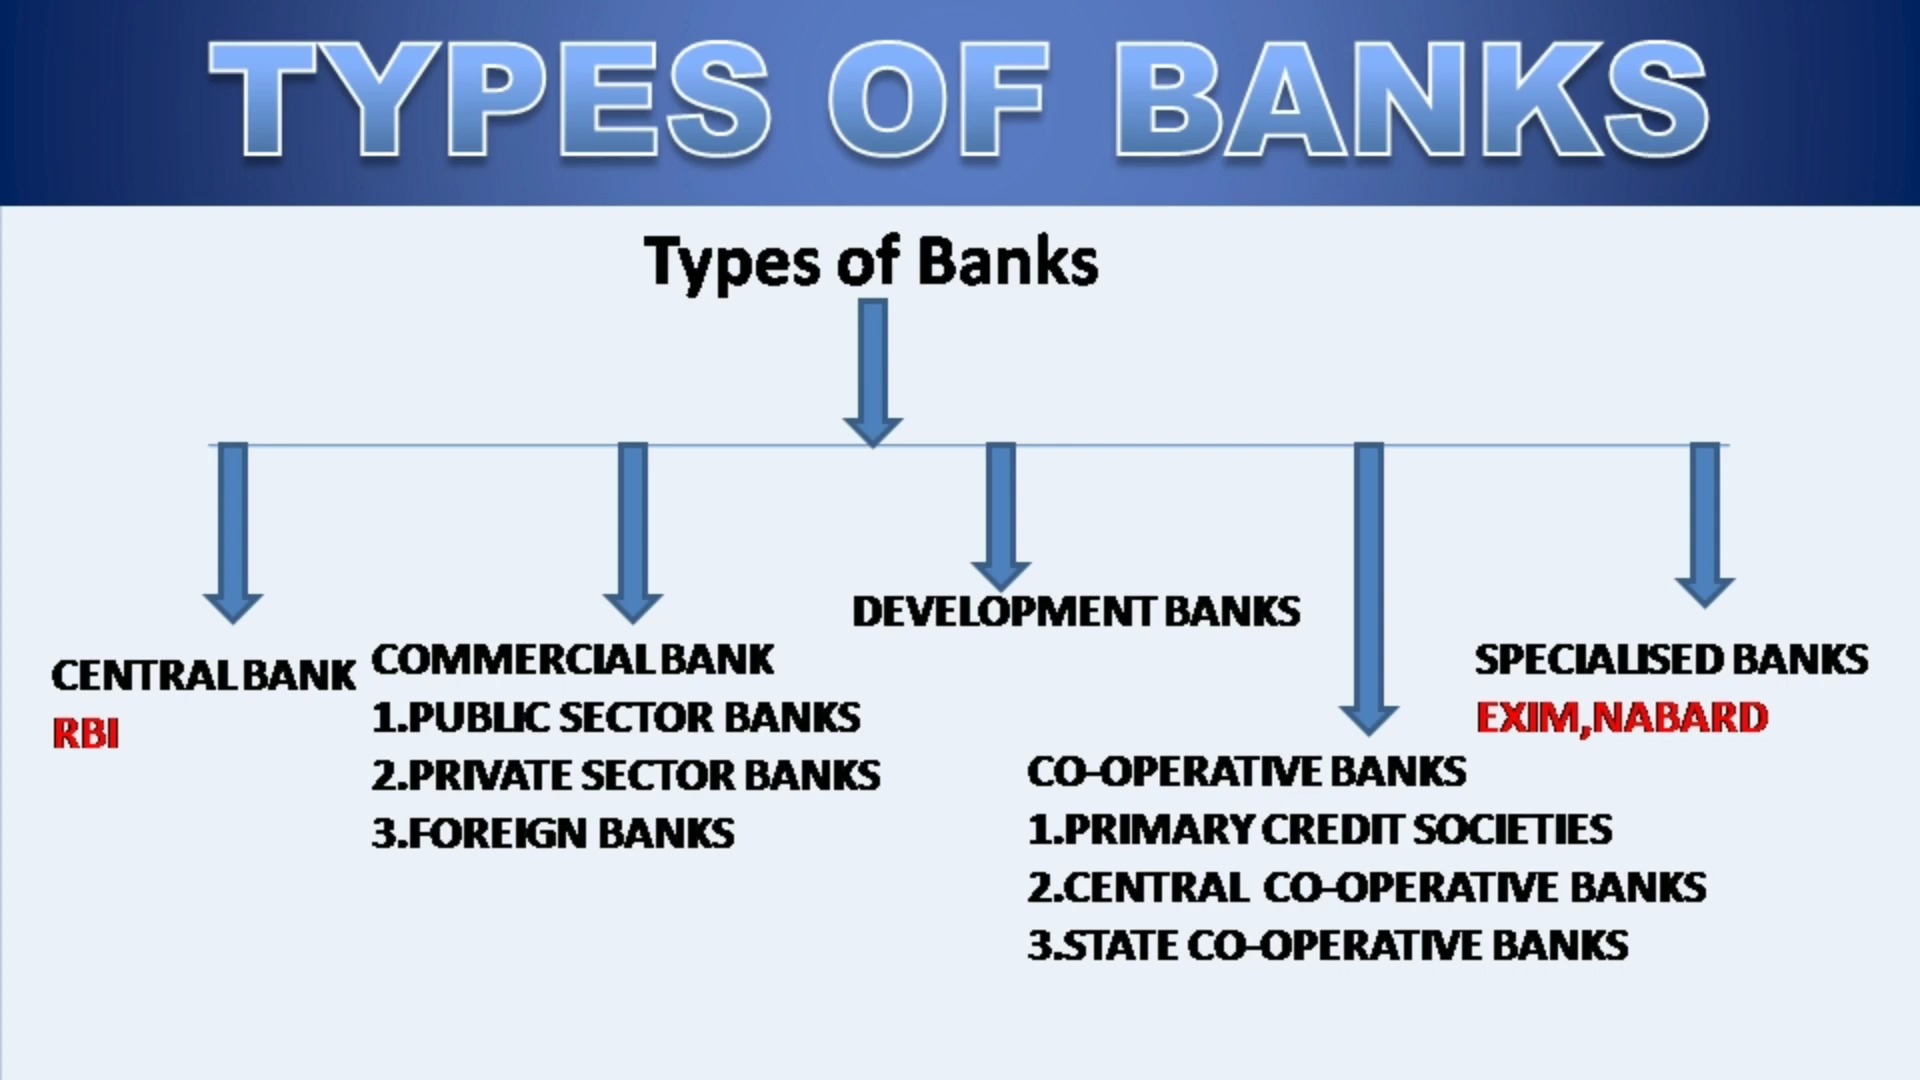 TYPES OF BANKS
Types of Banks
CENTRAL BANK
RBI
COMMERCIAL BANK
1.PUBLIC SECTOR BANKS
2.PRIVATE SECTOR BANKS
3.FOREIGN BANKS
DEVELOPMENT BANKS
CO-OPERATIVE BANKS
1.PRIMARY CREDIT SOCIETIES
2.CENTRAL CO-OPERATIVE BANKS
3.STATE CO-OPERATIVE BANKS
SPECIALISED BANKS
EXIM,NABARD